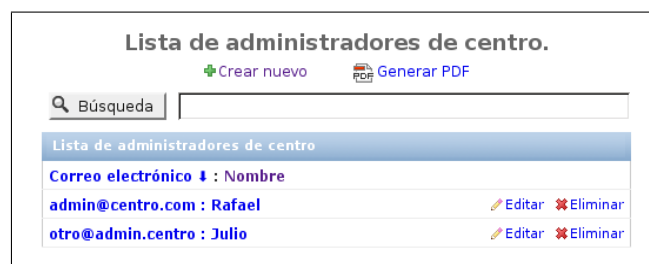 Lista de administradores de centro.
Crear nuevo PDF Generar PDF
Búsqueda
Lista de administradores de centro
Correo electrónico ⬇ : Nombre
admin@centro.com : Rafael Editar Eliminar
otro@admin.centro : Julio Editar Eliminar